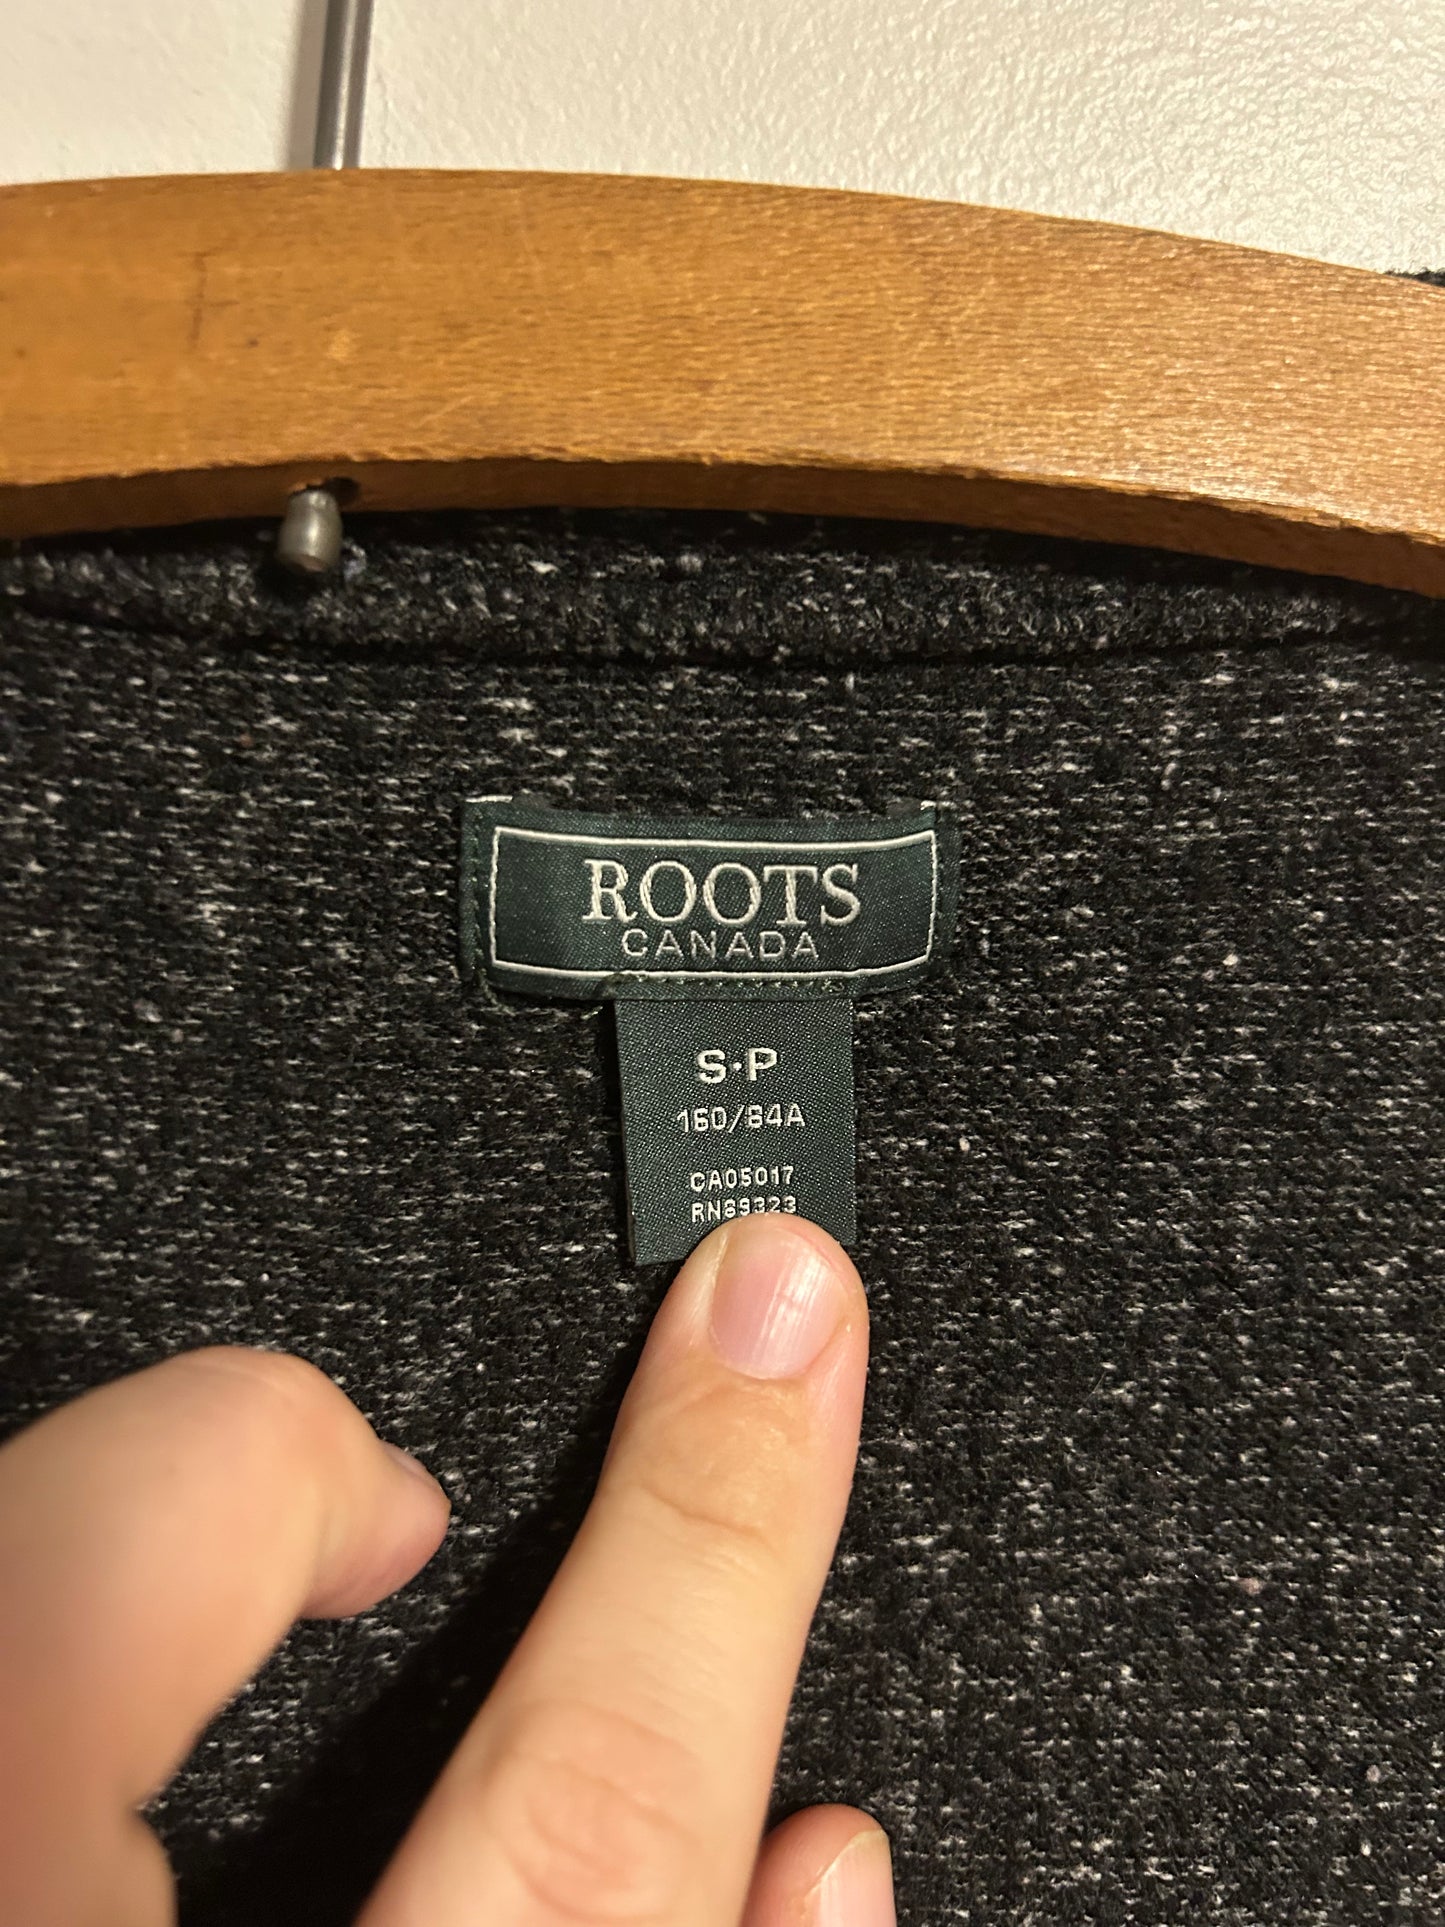 ROOTS
CANADA
S·P
160/84A
CA05017
RN89323